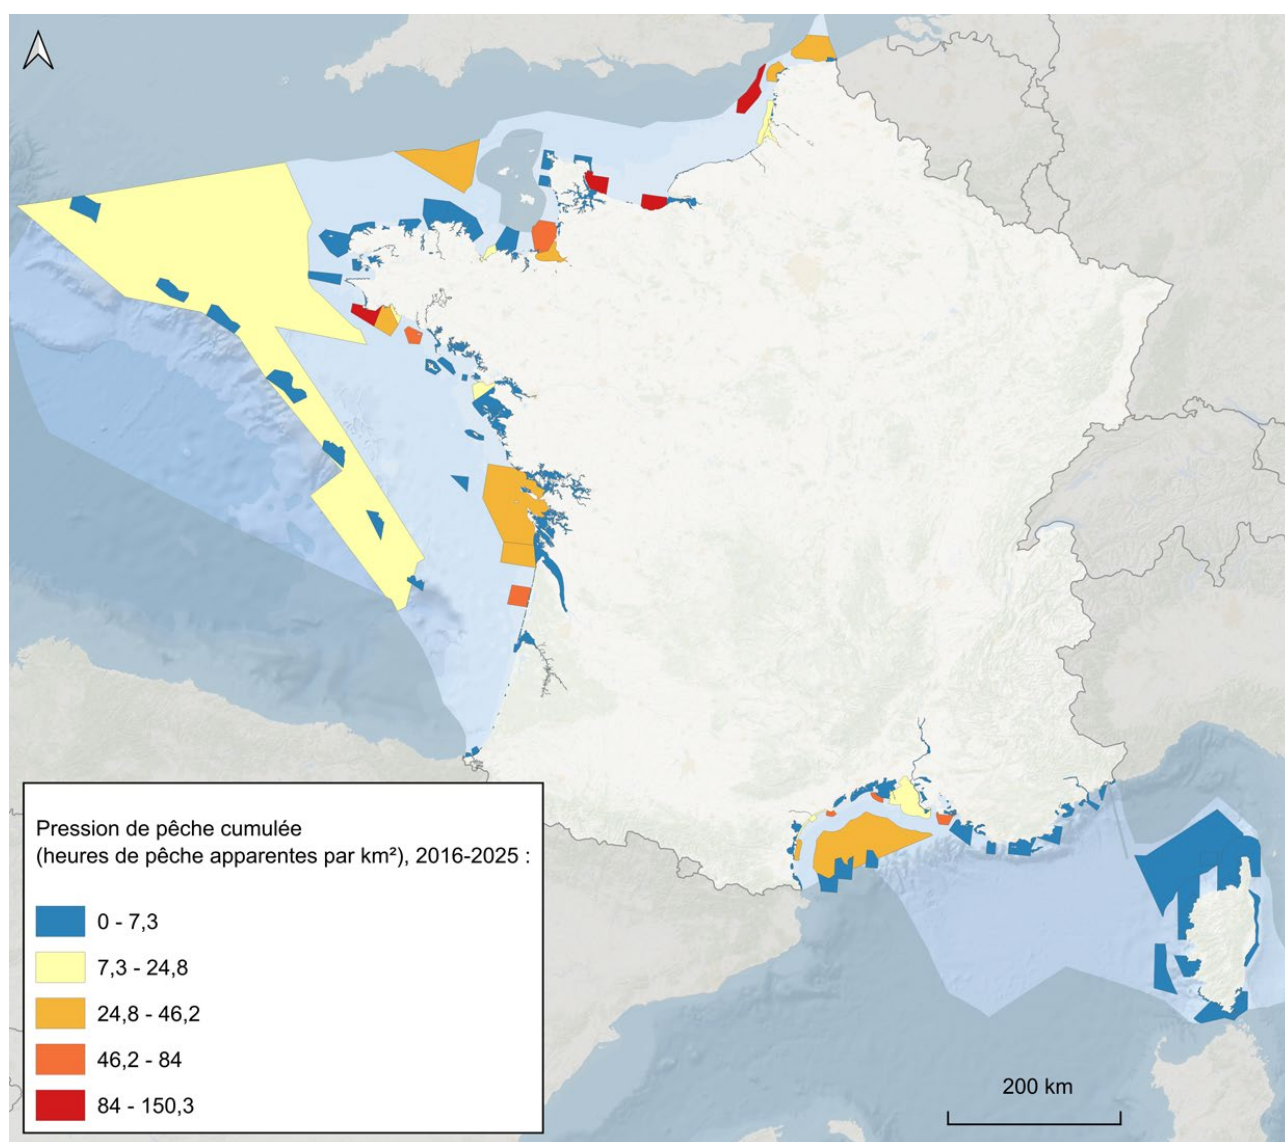 Pression de pêche cumulée
(heures de pêche apparentes par km²), 2016-2025 :
0 - 7,3
7,3 - 24,8
24,8 - 46,2
46,2 - 84
84 - 150,3
200 km